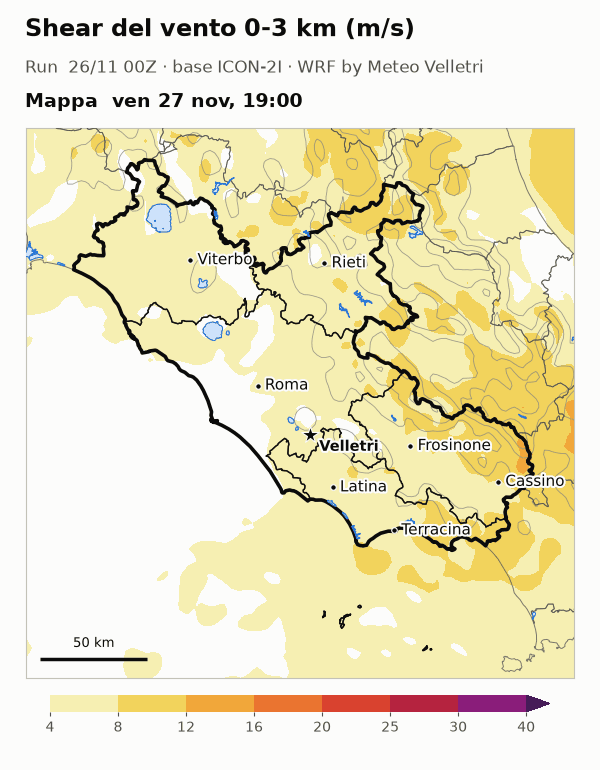 Shear del vento 0-3 km (m/s)
Run  26/11 00Z · base ICON-2I · WRF by Meteo Velletri
Mappa  ven 27 nov, 19:00
Viterbo
Rieti
Roma
Velletri
Frosinone
Cassino
Latina
Terracina
50 km
4 8 12 16 20 25 30 40